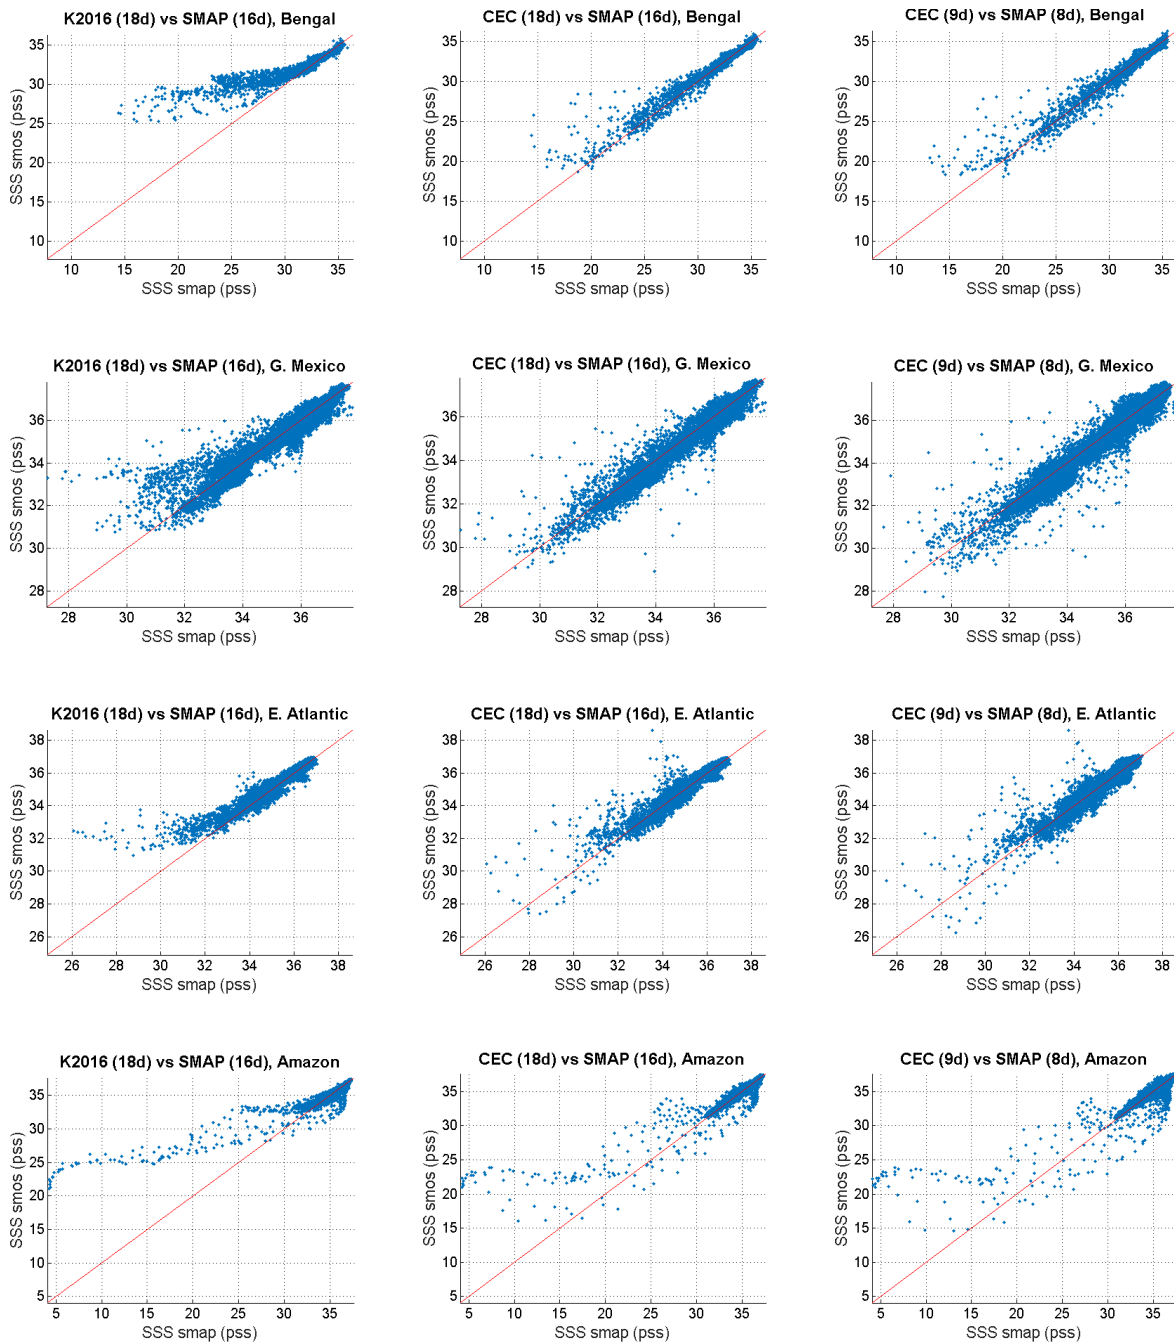 K2016 (18d) vs SMAP (16d), Bengal
CEC (18d) vs SMAP (16d), Bengal
CEC (9d) vs SMAP (8d), Bengal
35
30
25
20
15
10
SSS smos (pss)
10 15 20 25 30 35
SSS smap (pss)
35
30
25
20
15
10
SSS smos (pss)
10 15 20 25 30 35
SSS smap (pss)
35
30
25
20
15
10
SSS smos (pss)
10 15 20 25 30 35
SSS smap (pss)
K2016 (18d) vs SMAP (16d), G. Mexico
CEC (18d) vs SMAP (16d), G. Mexico
CEC (9d) vs SMAP (8d), G. Mexico
36
34
32
30
28
SSS smos (pss)
28 30 32 34 36
SSS smap (pss)
36
34
32
30
28
SSS smos (pss)
28 30 32 34 36
SSS smap (pss)
36
34
32
30
28
SSS smos (pss)
28 30 32 34 36
SSS smap (pss)
K2016 (18d) vs SMAP (16d), E. Atlantic
CEC (18d) vs SMAP (16d), E. Atlantic
CEC (9d) vs SMAP (8d), E. Atlantic
38
36
34
32
30
28
26
SSS smos (pss)
26 28 30 32 34 36 38
SSS smap (pss)
38
36
34
32
30
28
26
SSS smos (pss)
26 28 30 32 34 36 38
SSS smap (pss)
38
36
34
32
30
28
26
SSS smos (pss)
26 28 30 32 34 36 38
SSS smap (pss)
K2016 (18d) vs SMAP (16d), Amazon
CEC (18d) vs SMAP (16d), Amazon
CEC (9d) vs SMAP (8d), Amazon
35
30
25
20
15
10
5
SSS smos (pss)
5 10 15 20 25 30 35
SSS smap (pss)
35
30
25
20
15
10
5
SSS smos (pss)
5 10 15 20 25 30 35
SSS smap (pss)
35
30
25
20
15
10
5
SSS smos (pss)
5 10 15 20 25 30 35
SSS smap (pss)